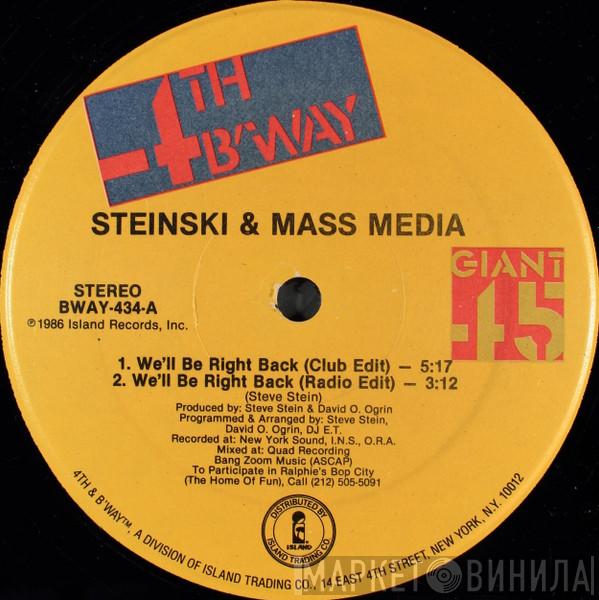 4TH
B'WAY
STEINSKI & MASS MEDIA
GIANT
45
STEREO
BWAY-434-A
℗1986 Island Records, Inc.
1. We'll Be Right Back (Club Edit) — 5:17
2. We'll Be Right Back (Radio Edit) — 3:12
(Steve Stein)
Produced by: Steve Stein & David O. Ogrin
Programmed & Arranged by: Steve Stein,
David O. Ogrin, DJ E.T.
Recorded at: New York Sound, I.N.S., O.R.A.
Mixed at: Quad Recording
Bang Zoom Music (ASCAP)
To Participate in Ralphie's Bop City
(The Home Of Fun), Call (212) 505-5091
DISTRIBUTED BY
ISLAND
ISLAND TRADING CO.
4TH & B'WAY™, A DIVISION OF ISLAND TRADING CO., 14 EAST 4TH STREET, NEW YORK, N.Y. 10012
МАРКЕТ ВИНИЛА